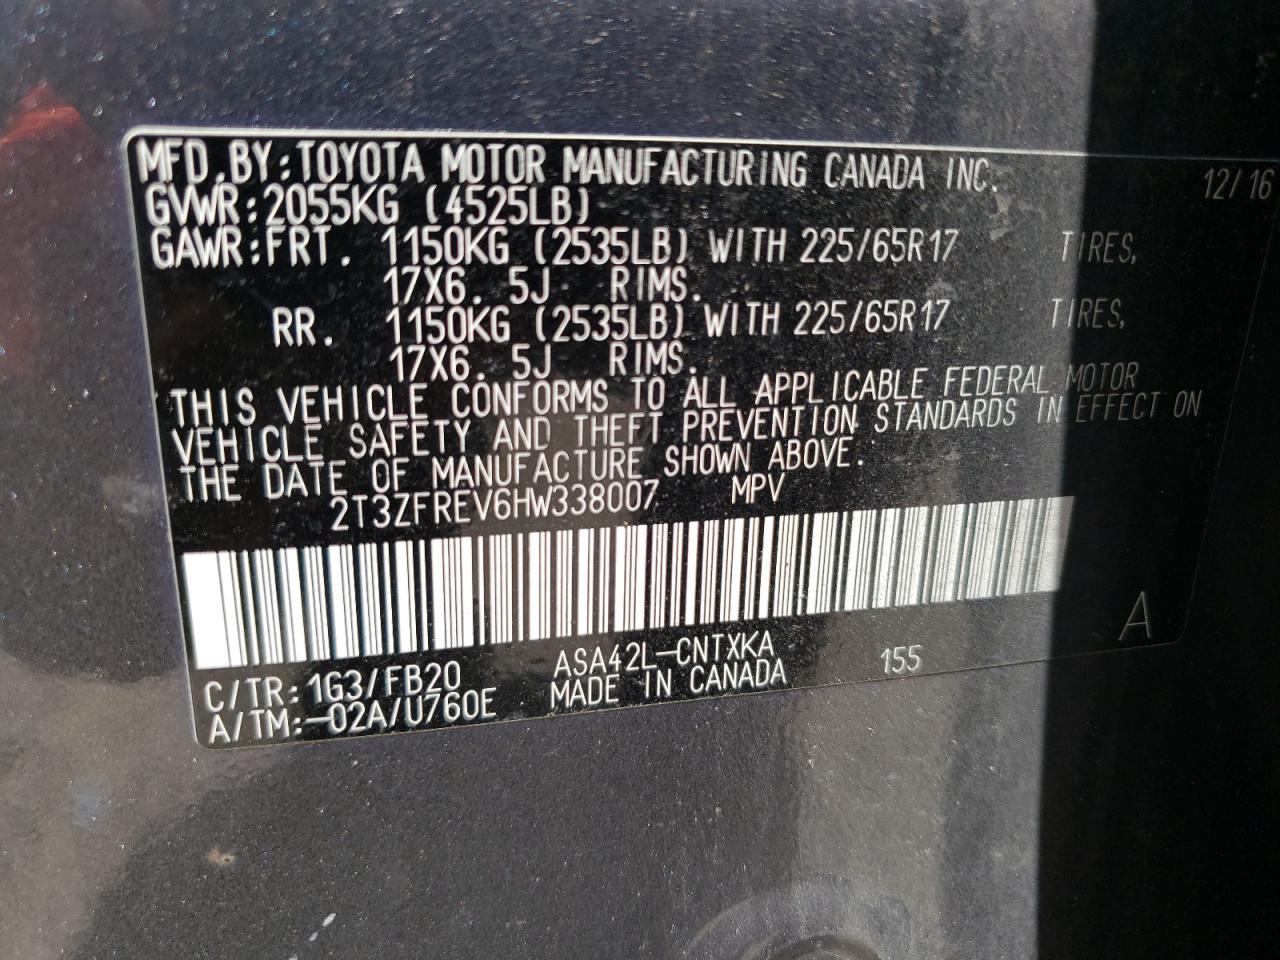 MFD. BY: TOYOTA MOTOR MANUFACTURING CANADA INC. 12/16
GVWR: 2055KG (4525LB)
GAWR: FRT. 1150KG (2535LB) WITH 225/65R17 TIRES,
17X6. 5J RIMS.
RR. 1150KG (2535LB) WITH 225/65R17 TIRES,
17X6. 5J RIMS.
THIS VEHICLE CONFORMS TO ALL APPLICABLE FEDERAL MOTOR
VEHICLE SAFETY AND THEFT PREVENTION STANDARDS IN EFFECT ON
THE DATE OF MANUFACTURE SHOWN ABOVE.
2T3ZFREV6HW338007 MPV
A
C/TR: 1G3/FB20 ASA42L-CNTXKA 155
A/TM:-02A/U760E MADE IN CANADA